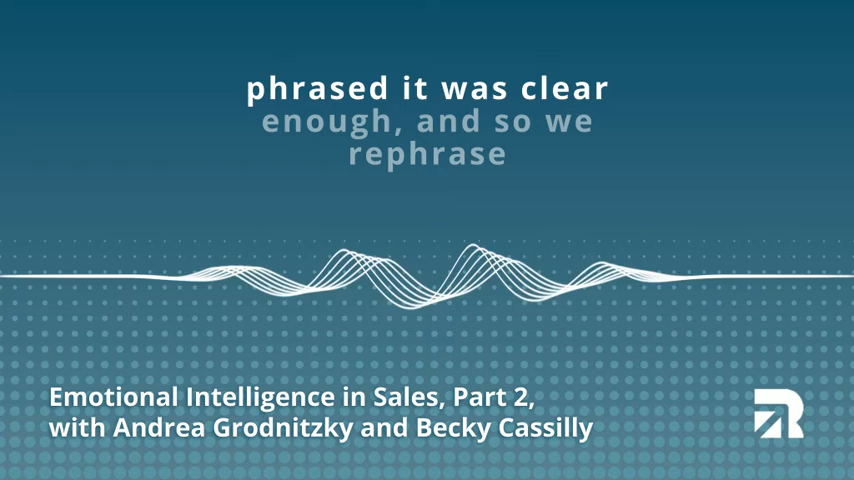 phrased it was clear
enough, and so we
rephrase
Emotional Intelligence in Sales, Part 2,
with Andrea Grodnitzky and Becky Cassilly